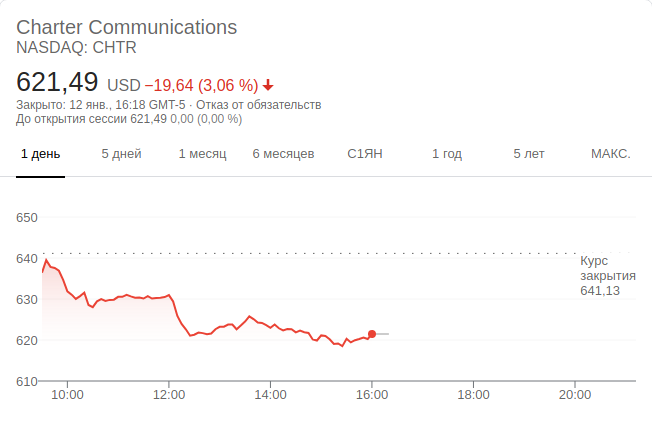 Charter Communications
NASDAQ: CHTR
621,49 USD −19,64 (3,06 %)
Закрыто: 12 янв., 16:18 GMT-5 · Отказ от обязательств
До открытия сессии 621,49 0,00 (0,00 %)
1 день 5 дней 1 месяц 6 месяцев С1ЯН 1 год 5 лет МАКС.
650
640
Курс
закрытия
641,13
630
620
610
10:00 12:00 14:00 16:00 18:00 20:00